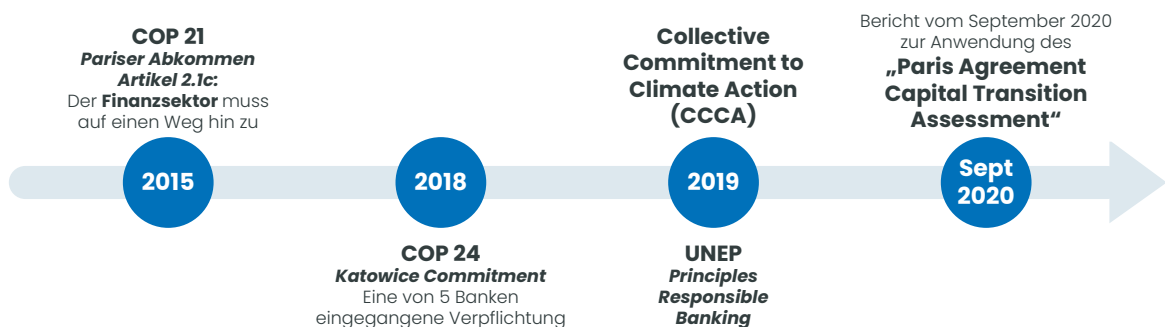 COP 21
Pariser Abkommen
Artikel 2.1c:
Der Finanzsektor muss
auf einen Weg hin zu
2015
2018
COP 24
Katowice Commitment
Eine von 5 Banken
eingegangene Verpflichtung
Collective
Commitment to
Climate Action
(CCCA)
2019
UNEP
Principles
Responsible
Banking
Bericht vom September 2020
zur Anwendung des
„Paris Agreement
Capital Transition
Assessment“
Sept
2020